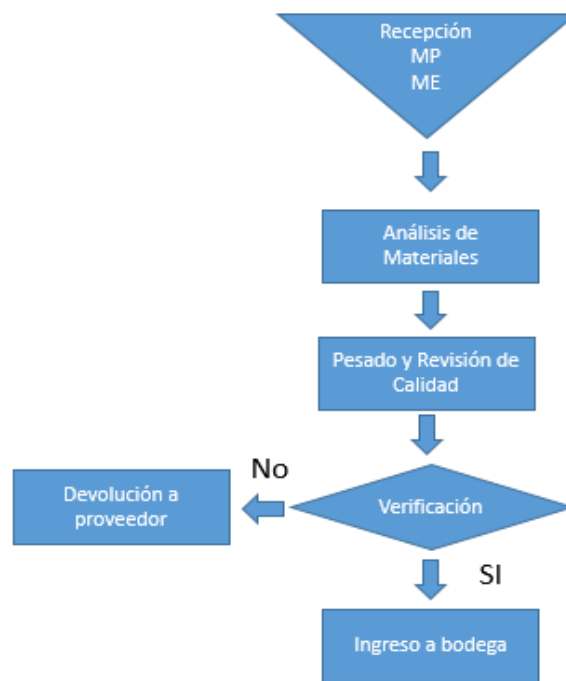 Recepción
MP
ME
Análisis de
Materiales
Pesado y Revisión de
Calidad
No
Devolución a
proveedor
Verificación
SI
Ingreso a bodega